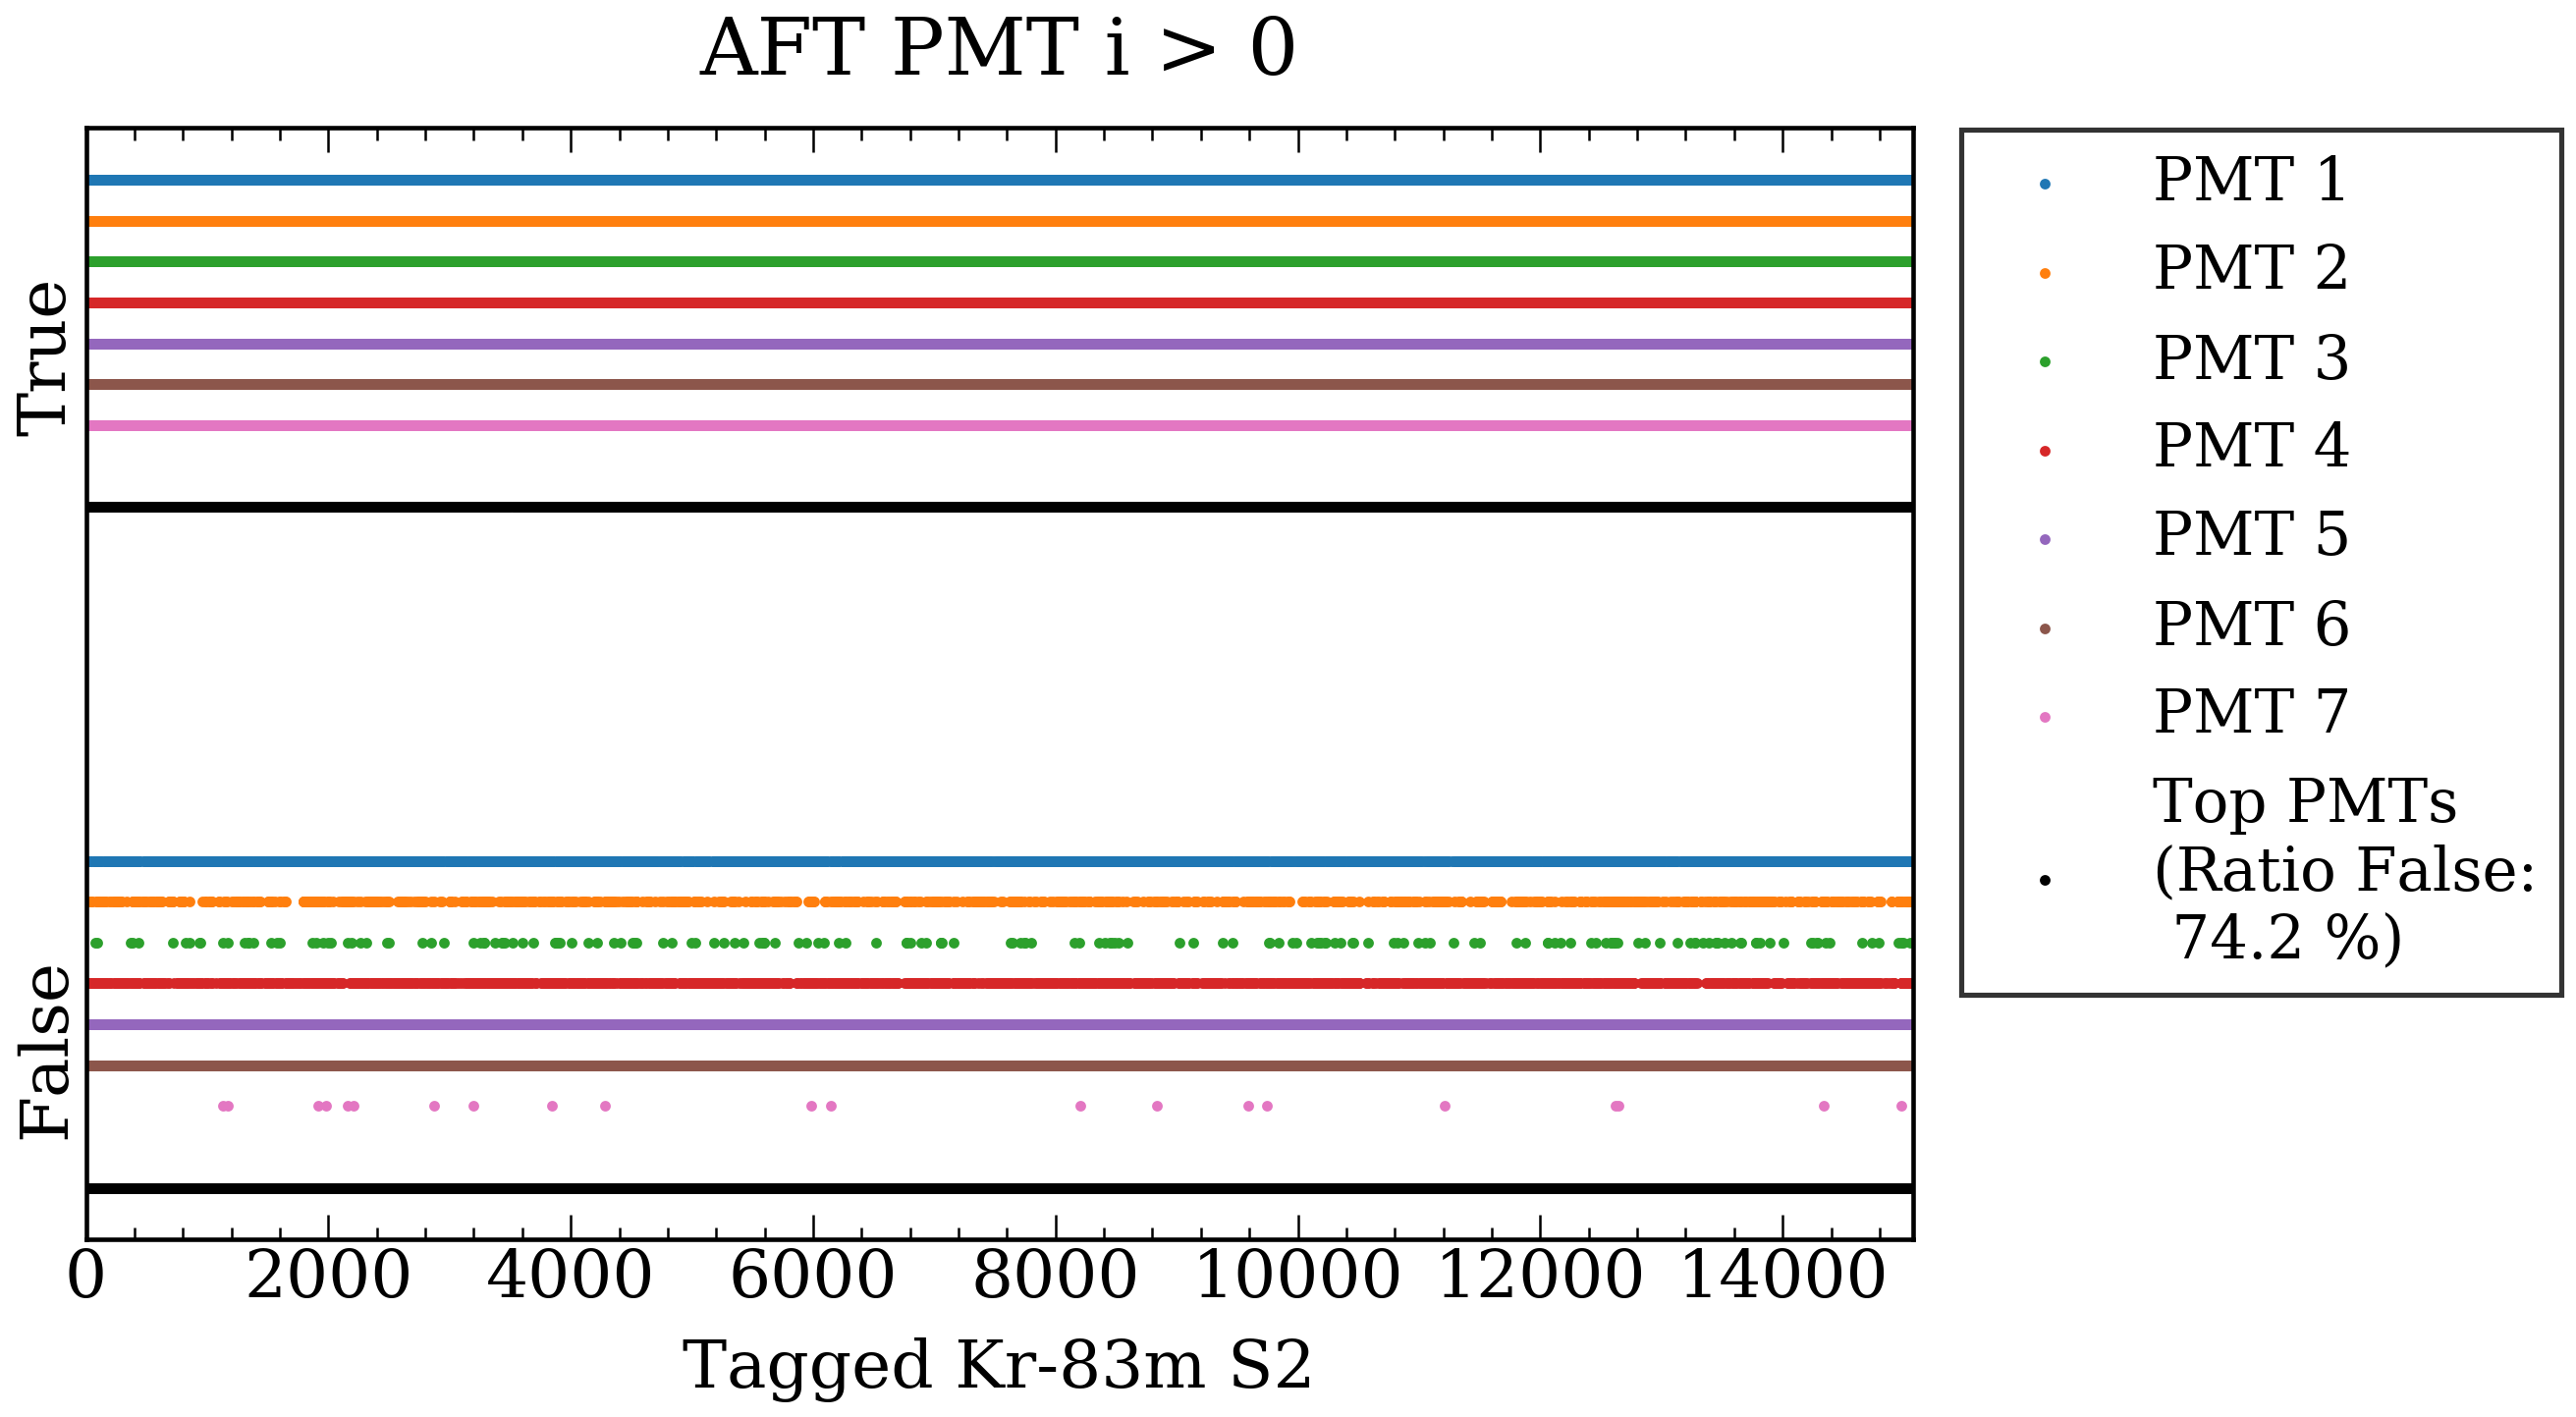 AFT PMT i > 0
True
False
0 2000 4000 6000 8000 10000 12000 14000
Tagged Kr-83m S2
PMT 1
PMT 2
PMT 3
PMT 4
PMT 5
PMT 6
PMT 7
Top PMTs
(Ratio False:
74.2 %)